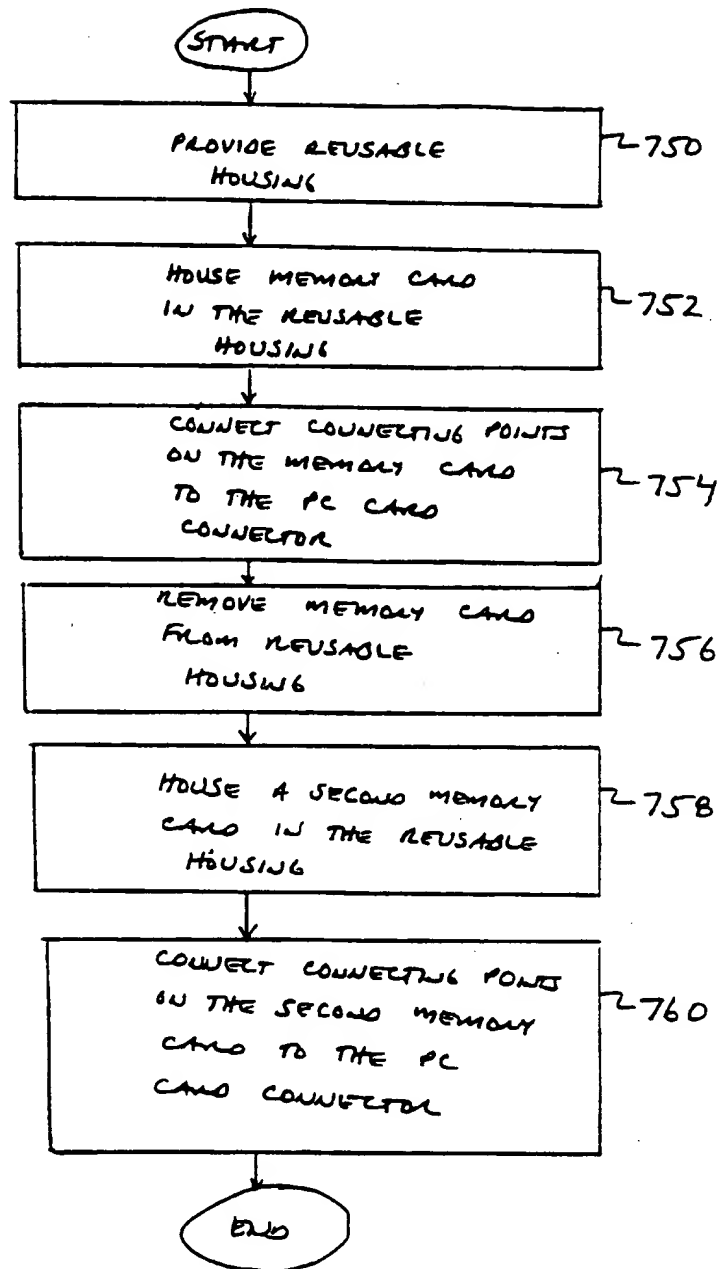 START
PROVIDE REUSABLE
HOUSING
750
HOUSE MEMORY CARD
IN THE REUSABLE
HOUSING
752
CONNECT CONNECTING POINTS
ON THE MEMORY CARD
TO THE PC CARD
CONNECTOR
754
REMOVE MEMORY CARD
FROM REUSABLE
HOUSING
756
HOUSE A SECOND MEMORY
CARD IN THE REUSABLE
HOUSING
758
CONNECT CONNECTING POINTS
ON THE SECOND MEMORY
CARD TO THE PC
CARD CONNECTOR
760
END